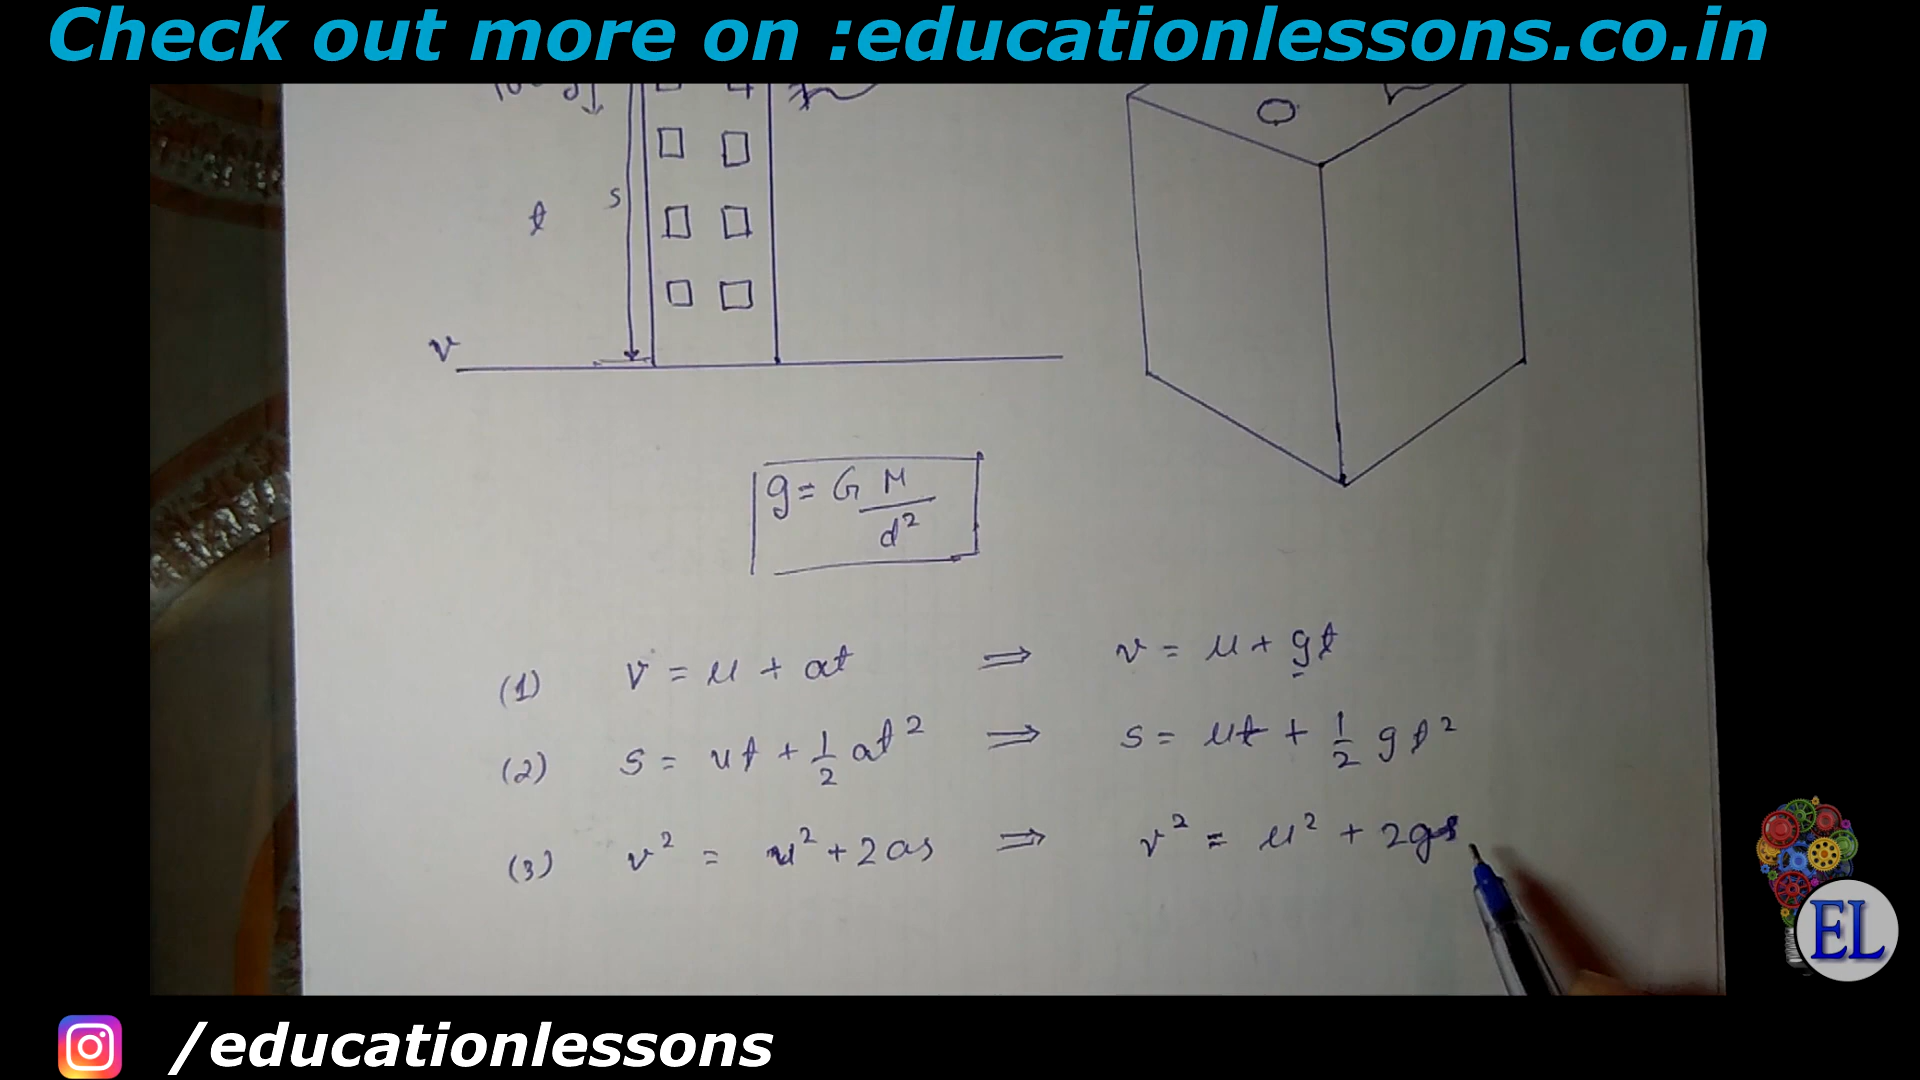 Check out more on :educationlessons.co.in
s
t
v
g = G M/d²
(1) v = u + at ⇒ v = u + gt
(2) s = ut + 1/2 at² ⇒ s = ut + 1/2 gt²
(3) v² = u² + 2as ⇒ v² = u² + 2gs
EL
/educationlessons